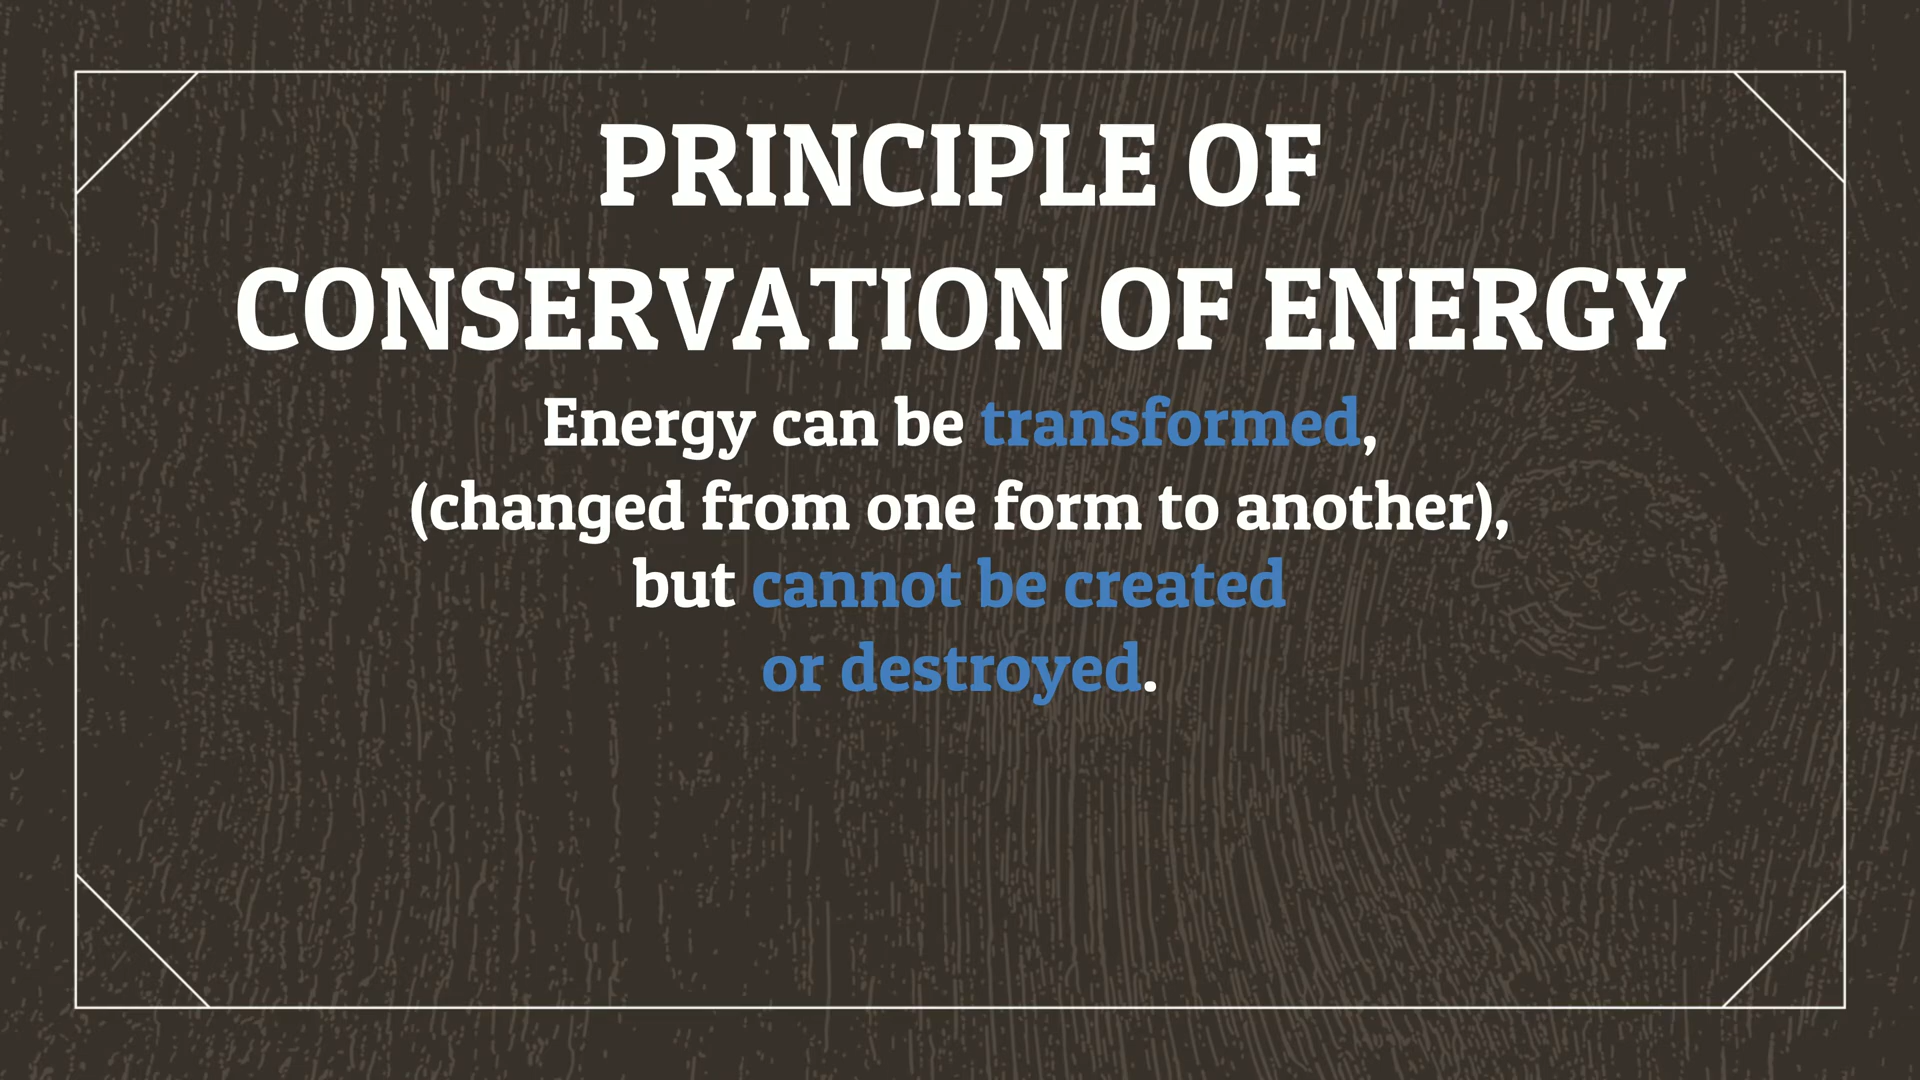 PRINCIPLE OF
CONSERVATION OF ENERGY
Energy can be transformed,
(changed from one form to another),
but cannot be created
or destroyed.